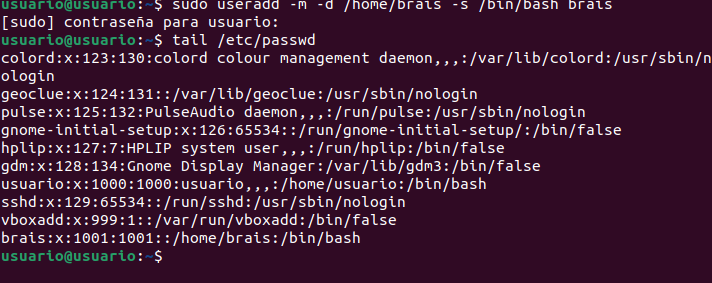 usuario@usuario:~$ sudo useradd -m -d /home/brais -s /bin/bash brais
[sudo] contraseña para usuario:
usuario@usuario:~$ tail /etc/passwd
colord:x:123:130:colord colour management daemon,,,:/var/lib/colord:/usr/sbin/n
ologin
geoclue:x:124:131::/var/lib/geoclue:/usr/sbin/nologin
pulse:x:125:132:PulseAudio daemon,,,:/run/pulse:/usr/sbin/nologin
gnome-initial-setup:x:126:65534::/run/gnome-initial-setup/:/bin/false
hplip:x:127:7:HPLIP system user,,,:/run/hplip:/bin/false
gdm:x:128:134:Gnome Display Manager:/var/lib/gdm3:/bin/false
usuario:x:1000:1000:usuario,,,:/home/usuario:/bin/bash
sshd:x:129:65534::/run/sshd:/usr/sbin/nologin
vboxadd:x:999:1::/var/run/vboxadd:/bin/false
brais:x:1001:1001::/home/brais:/bin/bash
usuario@usuario:~$